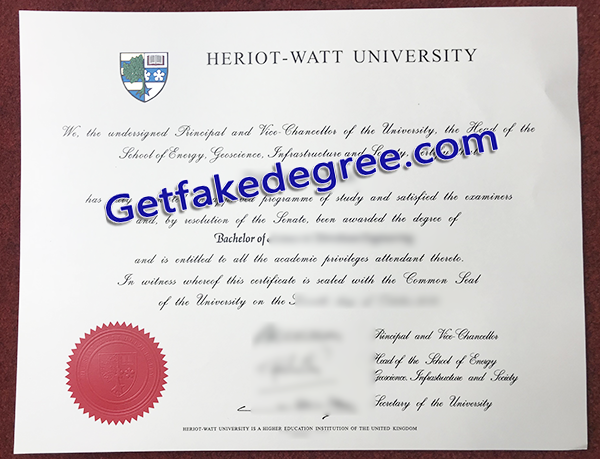 HERIOT-WATT UNIVERSITY
We, the undersigned Principal and Vice-Chancellor of the University, the Head of the
School of Energy, Geoscience, Infrastructure and Society,
Getfakedegree.com
programme of study and satisfied the examiners
and, by resolution of the Senate, been awarded the degree of
Bachelor of
and is entitled to all the academic privileges attendant thereto.
In witness whereof this certificate is sealed with the Common Seal
of the University on the
Principal and Vice-Chancellor
Head of the School of Energy
Geoscience, Infrastructure and Society
Secretary of the University
HERIOT-WATT UNIVERSITY IS A HIGHER EDUCATION INSTITUTION OF THE UNITED KINGDOM